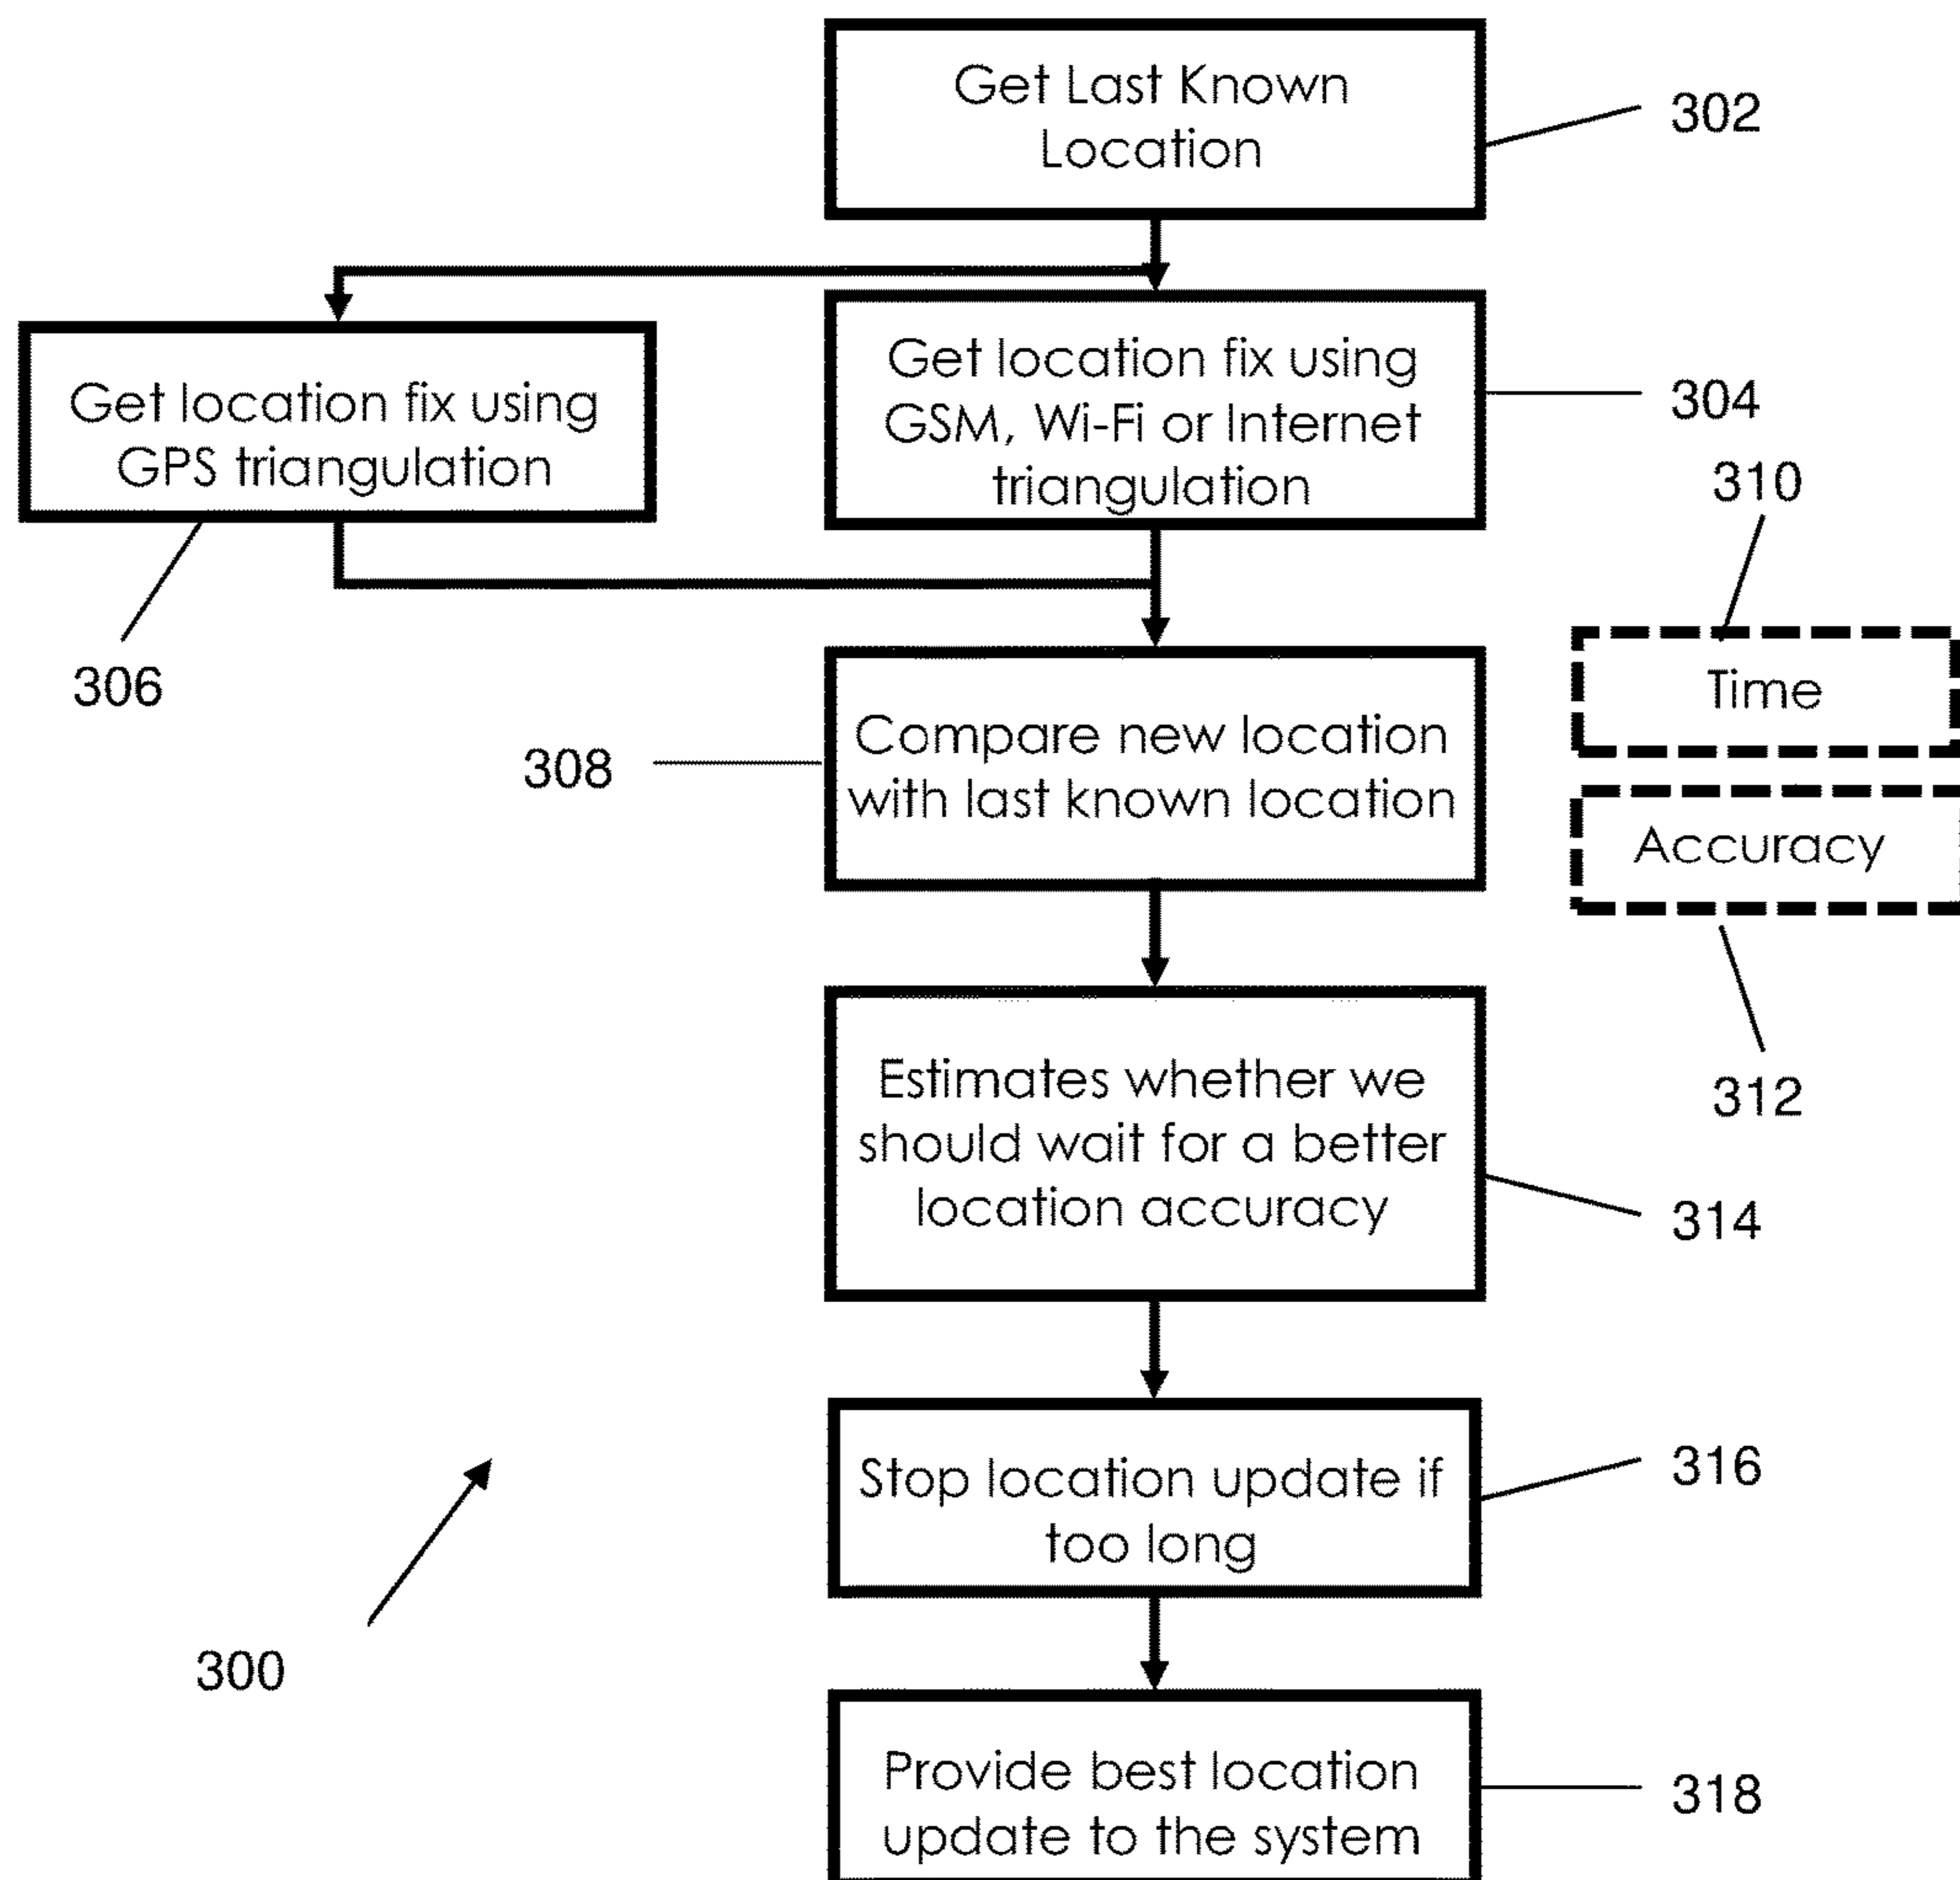 Get Last Known
Location
302
Get location fix using
GPS triangulation
Get location fix using
GSM, Wi-Fi or Internet
triangulation
304
310
306
Time
308
Compare new location
with last known location
Accuracy
312
Estimates whether we
should wait for a better
location accuracy
314
Stop location update if
too long
316
300
Provide best location
update to the system
318